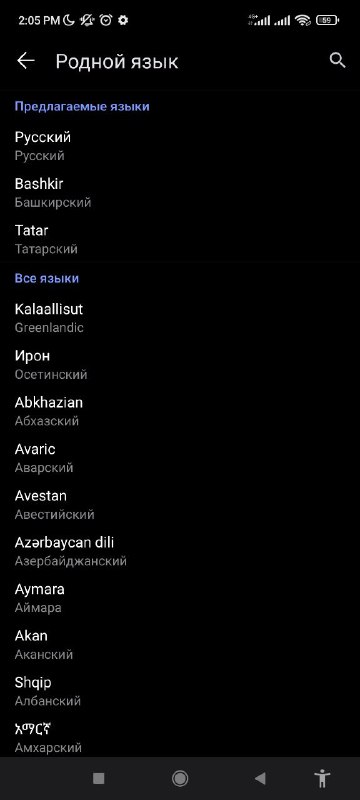 2:05 PM
59
Родной язык
Предлагаемые языки
Русский
Русский
Bashkir
Башкирский
Tatar
Татарский
Все языки
Kalaallisut
Greenlandic
Ирон
Осетинский
Abkhazian
Абхазский
Avaric
Аварский
Avestan
Авестийский
Azərbaycan dili
Азербайджанский
Aymara
Аймара
Akan
Аканский
Shqip
Албанский
አማርኛ
Амхарский